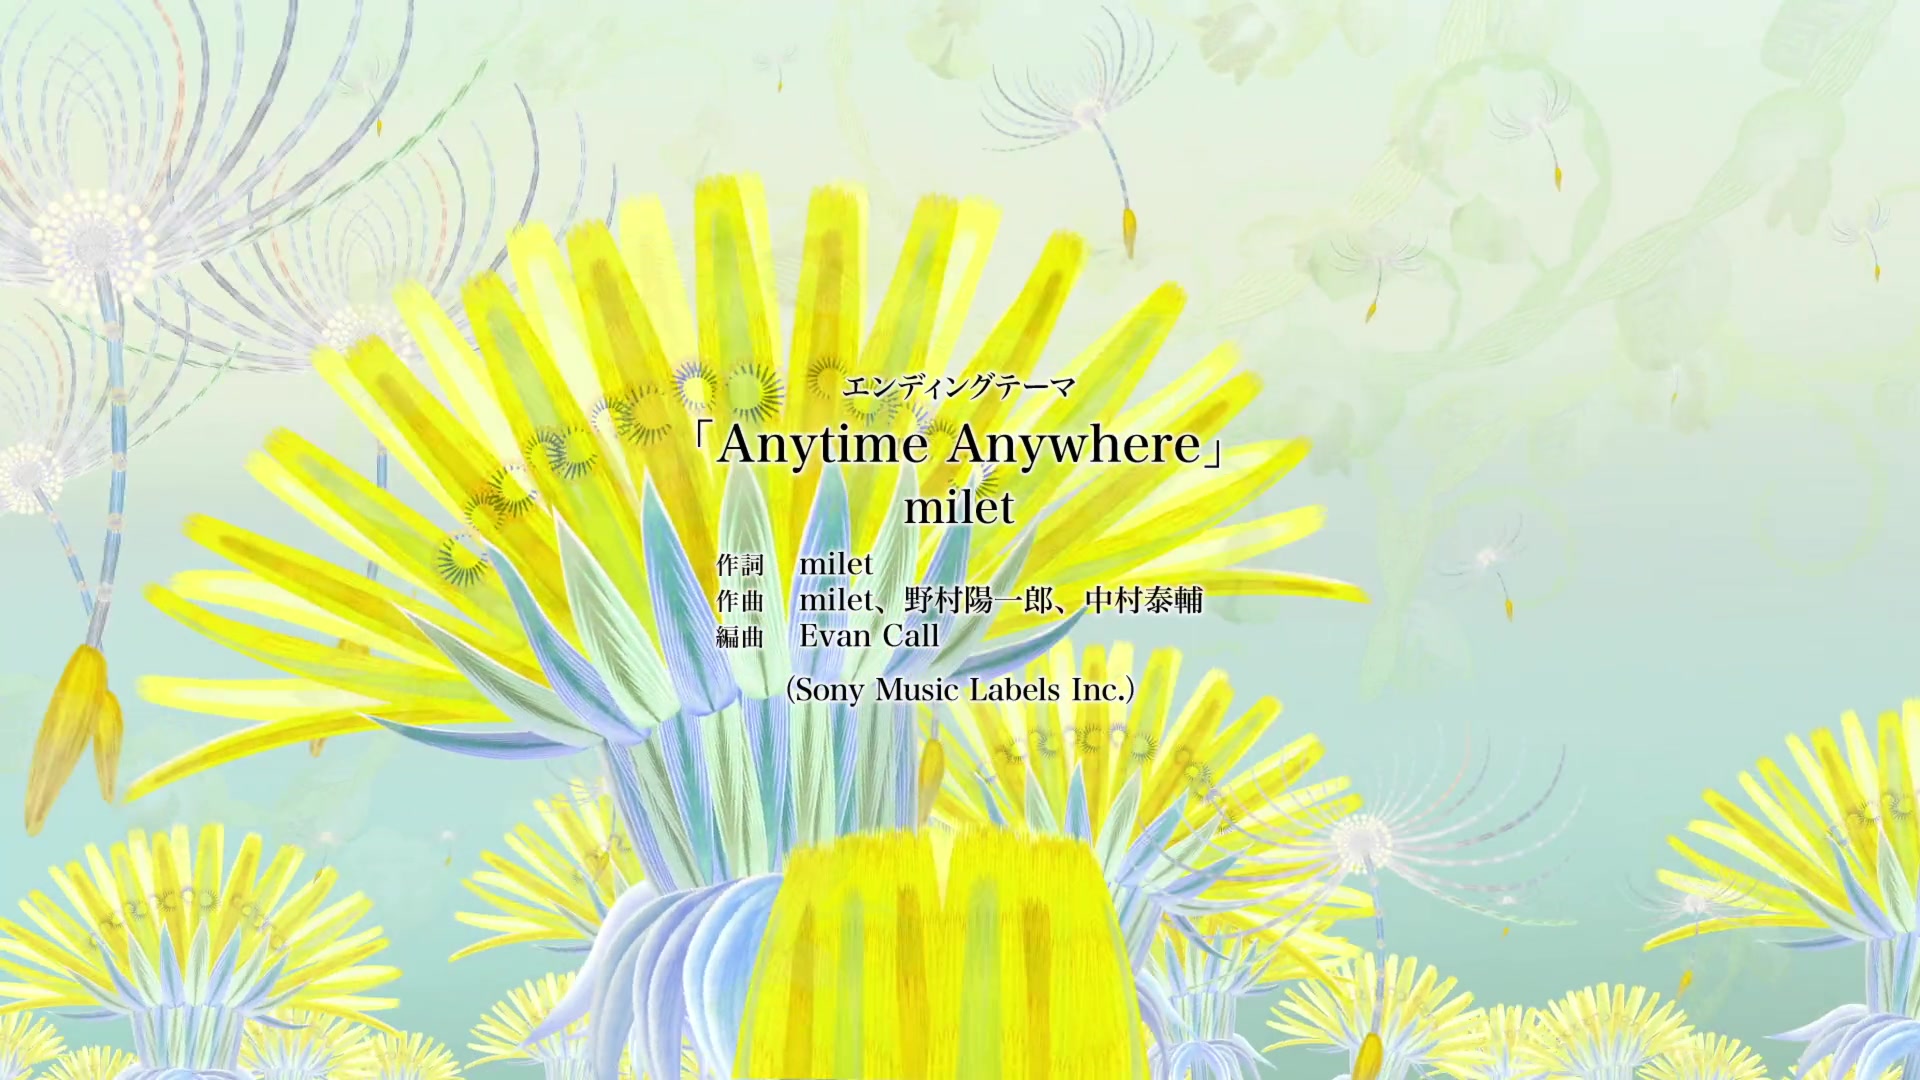 エンディングテーマ
「Anytime Anywhere」
milet
作詞 milet
作曲 milet、野村陽一郎、中村泰輔
編曲 Evan Call
(Sony Music Labels Inc.)